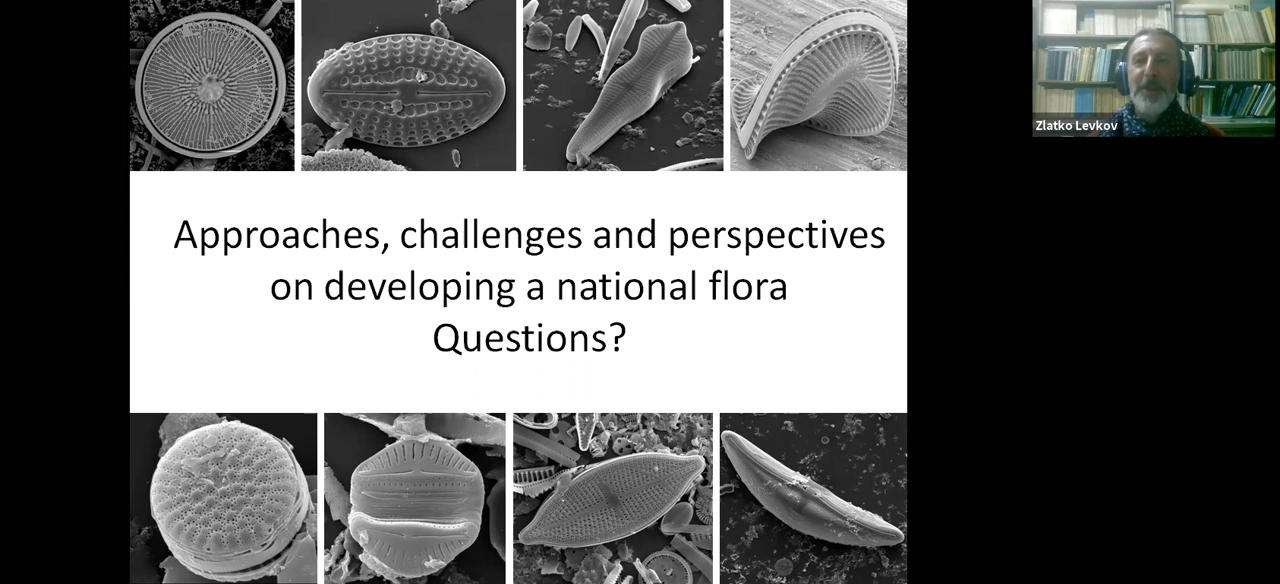 Zlatko Levkov
Approaches, challenges and perspectives
on developing a national flora
Questions?